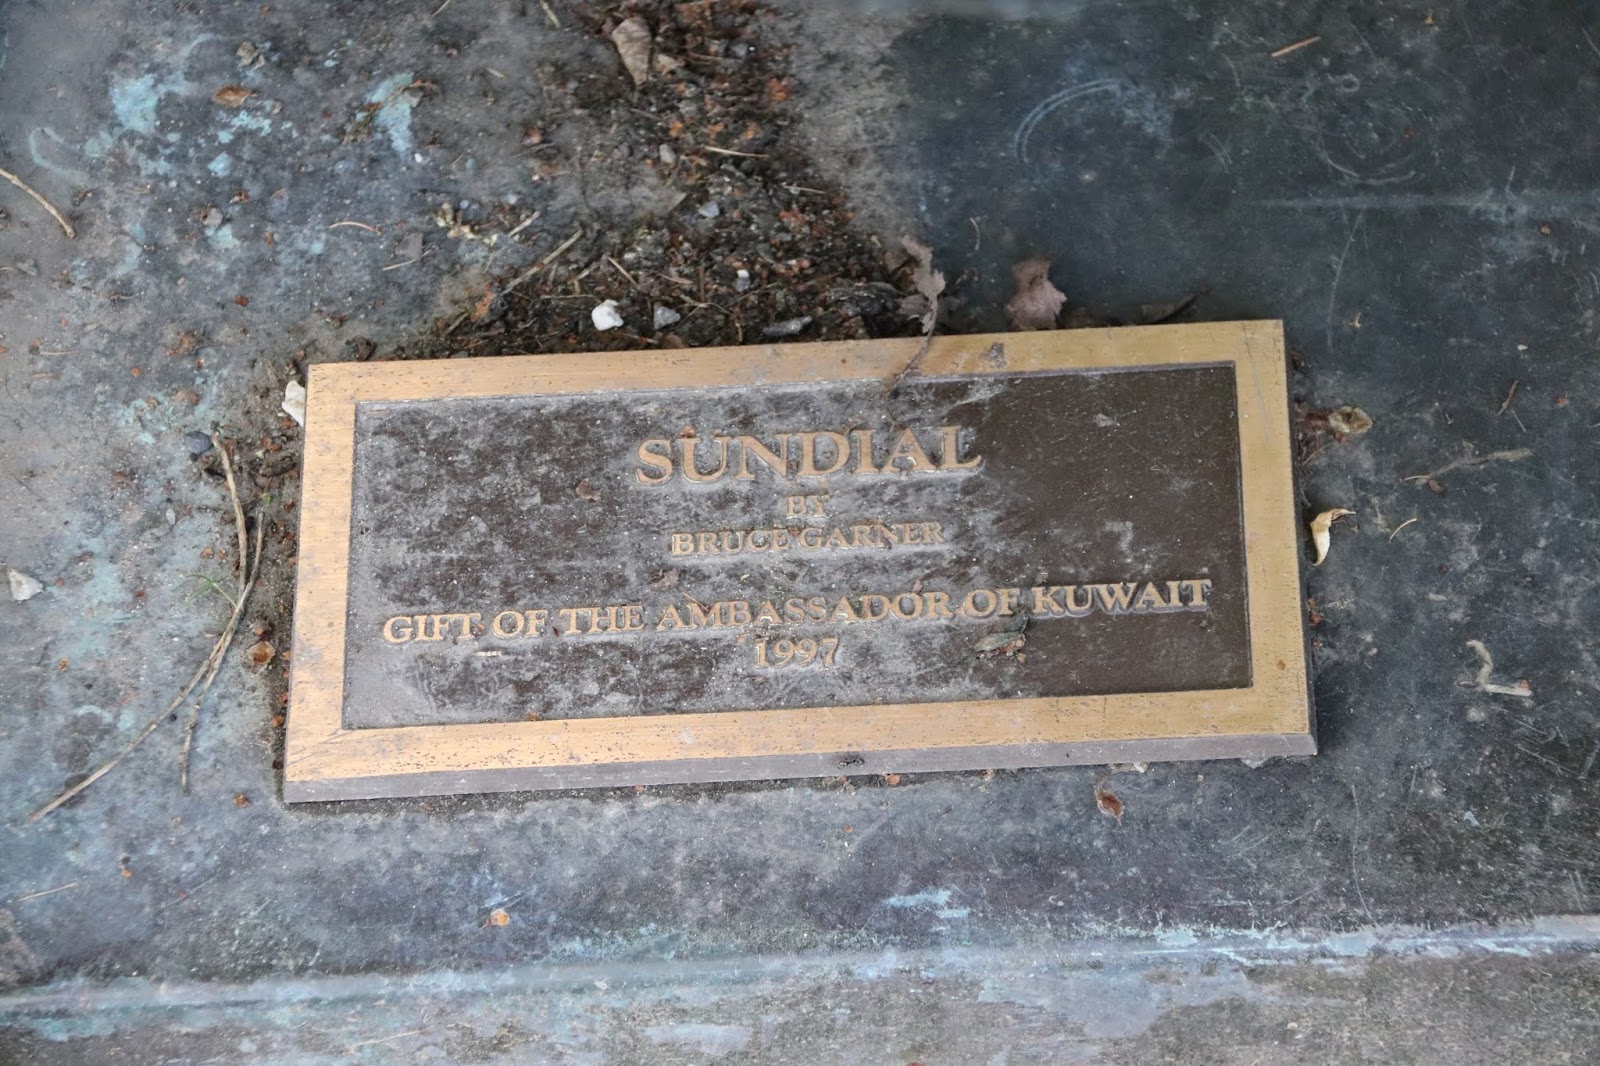 SUNDIAL
BY
BRUCE GARNER
GIFT OF THE AMBASSADOR OF KUWAIT
1997